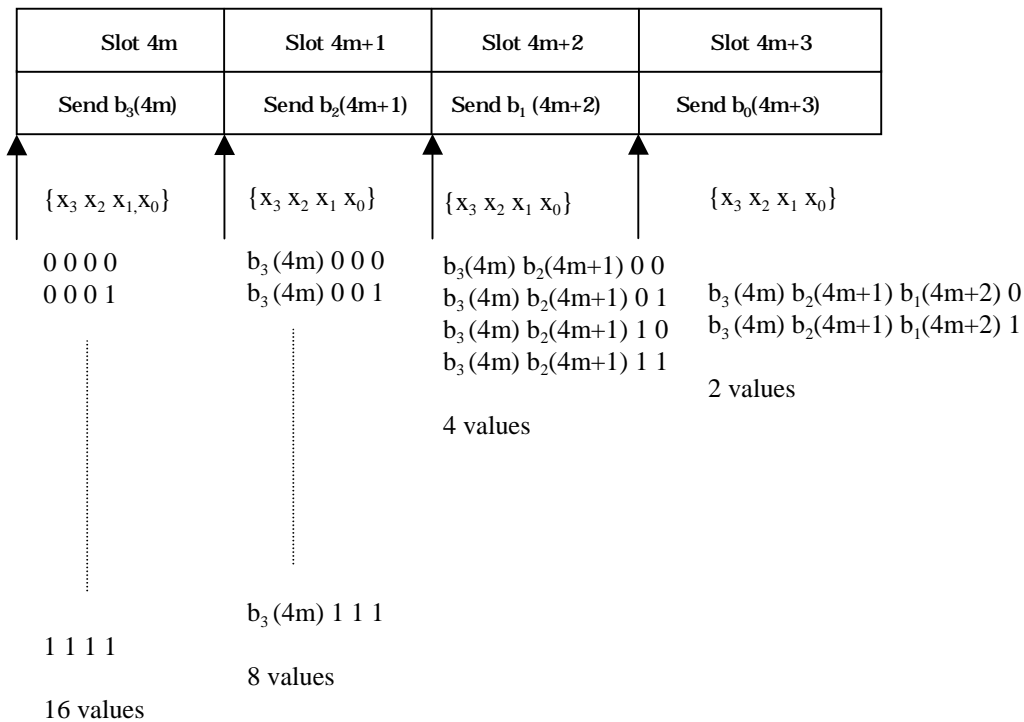 Slot 4m Slot 4m+1 Slot 4m+2 Slot 4m+3
Send b₃(4m) Send b₂(4m+1) Send b₁ (4m+2) Send b₀(4m+3)
{x₃ x₂ x₁,x₀}
0 0 0 0
0 0 0 1
1 1 1 1
16 values
{x₃ x₂ x₁ x₀}
b₃ (4m) 0 0 0
b₃ (4m) 0 0 1
b₃ (4m) 1 1 1
8 values
{x₃ x₂ x₁ x₀}
b₃(4m) b₂(4m+1) 0 0
b₃ (4m) b₂(4m+1) 0 1
b₃ (4m) b₂(4m+1) 1 0
b₃ (4m) b₂(4m+1) 1 1
4 values
{x₃ x₂ x₁ x₀}
b₃ (4m) b₂(4m+1) b₁(4m+2) 0
b₃ (4m) b₂(4m+1) b₁(4m+2) 1
2 values